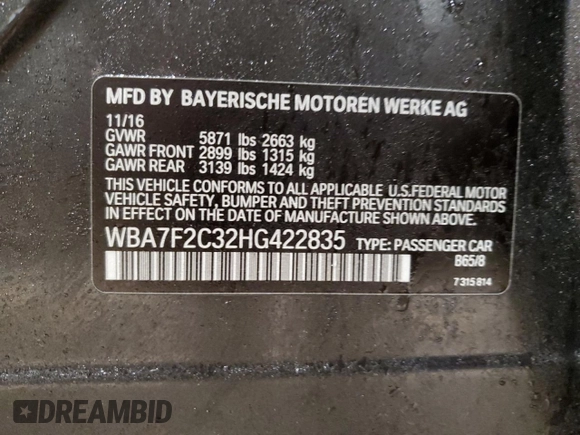 MFD BY BAYERISCHE MOTOREN WERKE AG
11/16
GVWR 5871 lbs 2663 kg
GAWR FRONT 2899 lbs 1315 kg
GAWR REAR 3139 lbs 1424 kg
THIS VEHICLE CONFORMS TO ALL APPLICABLE U.S.FEDERAL MOTOR
VEHICLE SAFETY, BUMPER AND THEFT PREVENTION STANDARDS
IN EFFECT ON THE DATE OF MANUFACTURE SHOWN ABOVE.
WBA7F2C32HG422835 TYPE: PASSENGER CAR
B65/8
7 315 814
DREAMBID